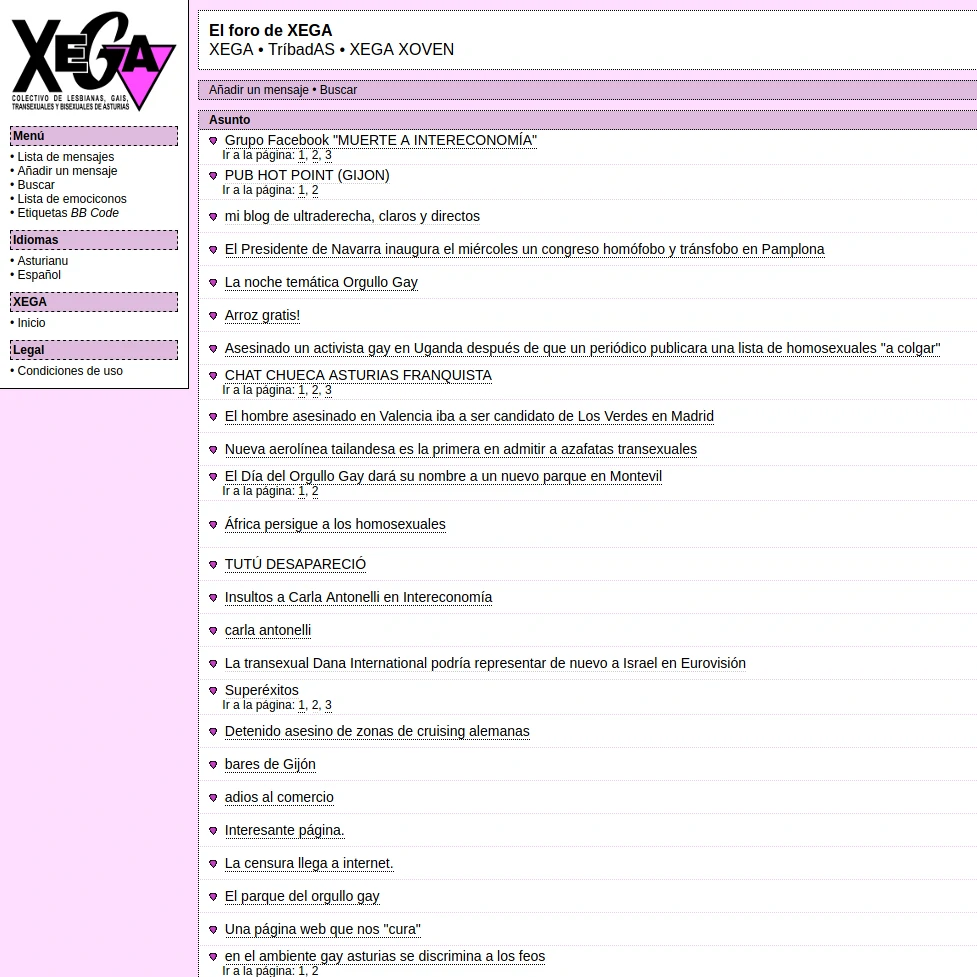 XEGA
COLECTIVO DE LESBIANAS, GAIS,
TRANSEXUALES Y BISEXUALES DE ASTURIAS
Menú
• Lista de mensajes
• Añadir un mensaje
• Buscar
• Lista de emoticonos
• Etiquetas BB Code
Idiomas
• Asturianu
• Español
XEGA
• Inicio
Legal
• Condiciones de uso
El foro de XEGA
XEGA • TríbadAS • XEGA XOVEN
Añadir un mensaje • Buscar
Asunto
Grupo Facebook "MUERTE A INTERECONOMÍA"
Ir a la página: 1, 2, 3
PUB HOT POINT (GIJON)
Ir a la página: 1, 2
mi blog de ultraderecha, claros y directos
El Presidente de Navarra inaugura el miércoles un congreso homófobo y tránsfobo en Pamplona
La noche temática Orgullo Gay
Arroz gratis!
Asesinado un activista gay en Uganda después de que un periódico publicara una lista de homosexuales "a colgar"
CHAT CHUECA ASTURIAS FRANQUISTA
Ir a la página: 1, 2, 3
El hombre asesinado en Valencia iba a ser candidato de Los Verdes en Madrid
Nueva aerolínea tailandesa es la primera en admitir a azafatas transexuales
El Día del Orgullo Gay dará su nombre a un nuevo parque en Montevil
Ir a la página: 1, 2
África persigue a los homosexuales
TUTÚ DESAPARECIÓ
Insultos a Carla Antonelli en Intereconomía
carla antonelli
La transexual Dana International podría representar de nuevo a Israel en Eurovisión
Superéxitos
Ir a la página: 1, 2, 3
Detenido asesino de zonas de cruising alemanas
bares de Gijón
adios al comercio
Interesante página.
La censura llega a internet.
El parque del orgullo gay
Una página web que nos "cura"
en el ambiente gay asturias se discrimina a los feos
Ir a la página: 1, 2